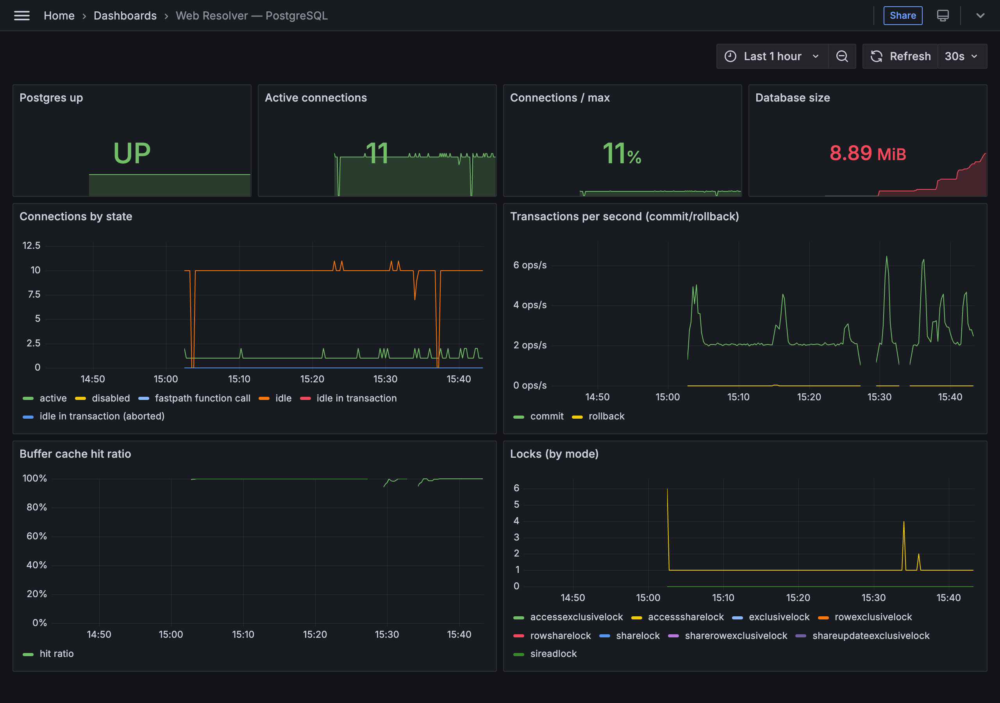 Home › Dashboards › Web Resolver — PostgreSQL
Share
Last 1 hour
Refresh 30s
Postgres up
UP
Active connections
11
Connections / max
11%
Database size
8.89 MiB
Connections by state
12.5
10
7.5
5
2.5
0
14:50 15:00 15:10 15:20 15:30 15:40
active disabled fastpath function call idle idle in transaction
idle in transaction (aborted)
Transactions per second (commit/rollback)
6 ops/s
4 ops/s
2 ops/s
0 ops/s
14:50 15:00 15:10 15:20 15:30 15:40
commit rollback
Buffer cache hit ratio
100%
80%
60%
40%
20%
0%
14:50 15:00 15:10 15:20 15:30 15:40
hit ratio
Locks (by mode)
6
5
4
3
2
1
0
14:50 15:00 15:10 15:20 15:30 15:40
accessexclusivelock accesssharelock exclusivelock rowexclusivelock
rowsharelock sharelock sharerowexclusivelock shareupdateexclusivelock
sireadlock